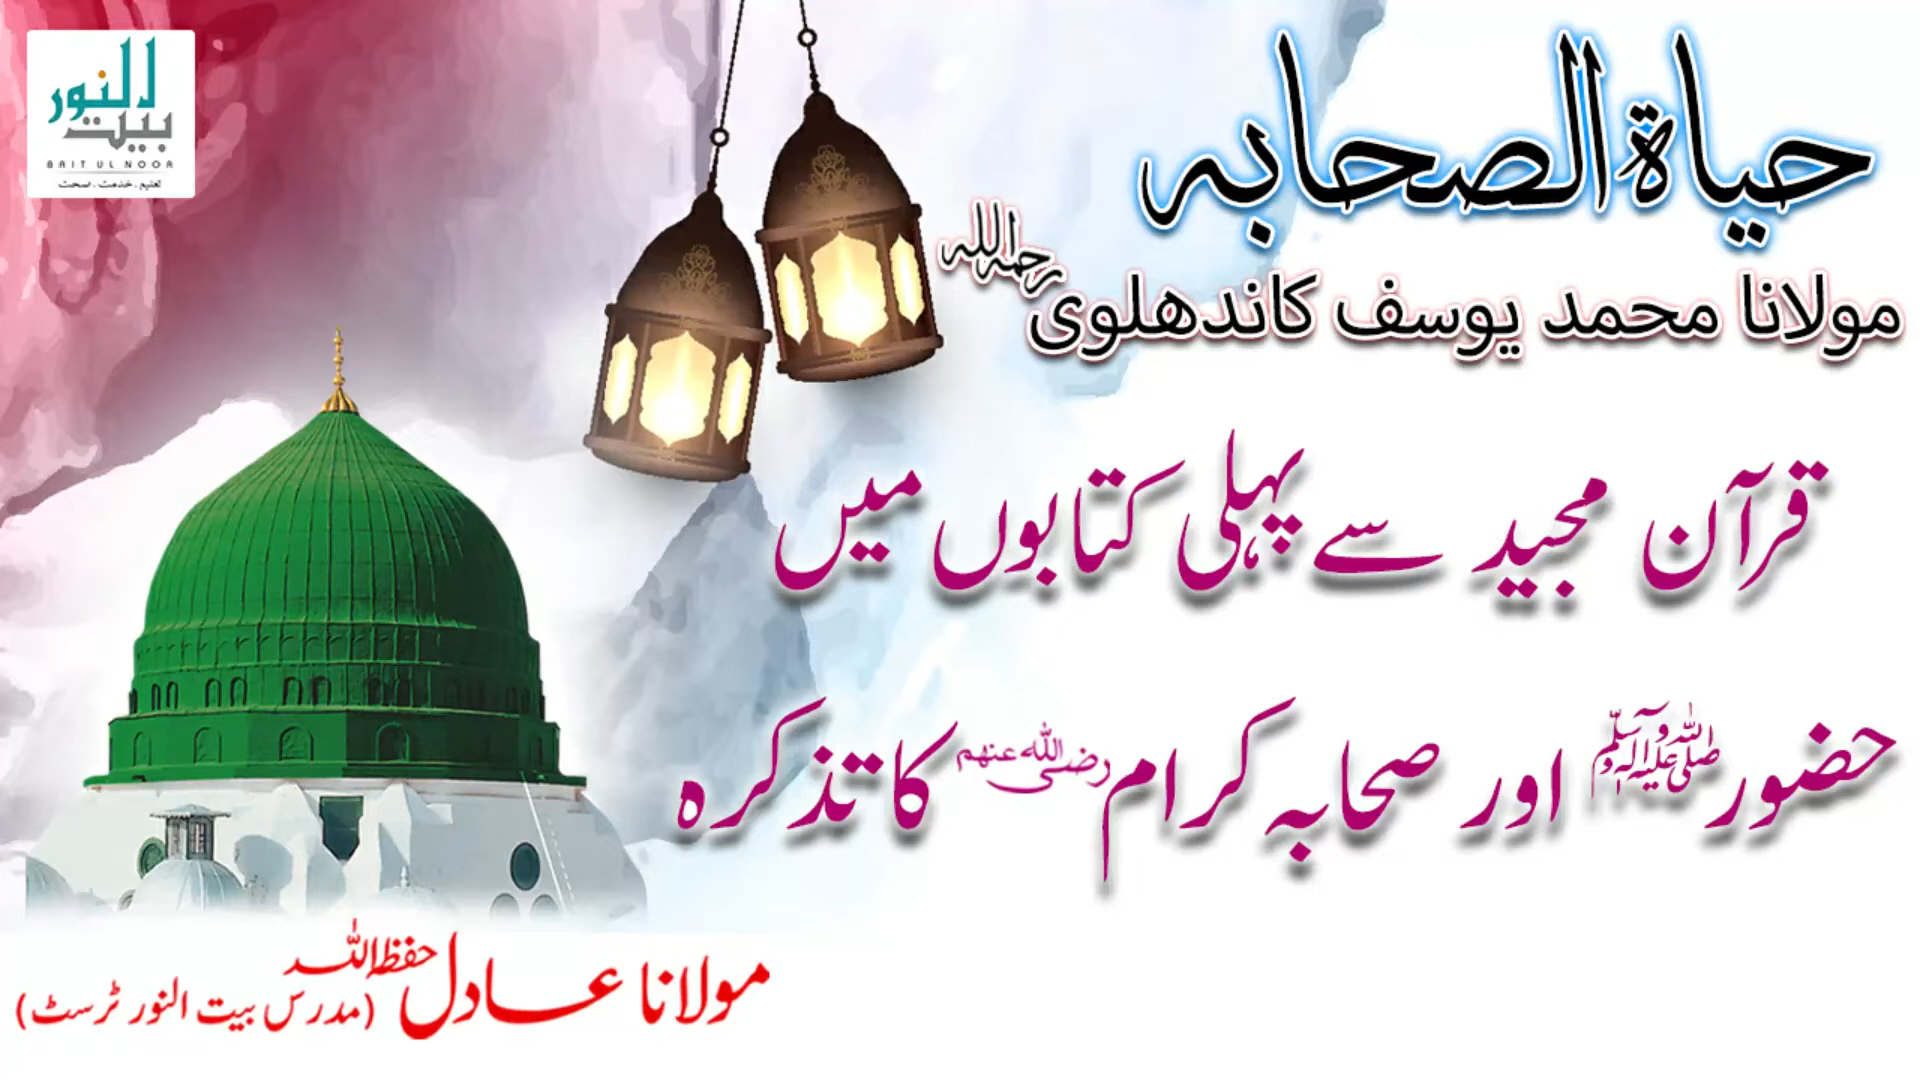 بیت النور
BAIT UL NOOR
تعلیم . خدمت . صحت
حیاۃ الصحابہ
مولانا محمد یوسف کاندھلوی رحمہ اللہ
قرآن مجید سے پہلی کتابوں میں
حضور صلی اللہ علیہ وآلہ وسلم اور صحابہ کرام رضی اللہ عنہم کا تذکرہ
مولانا عادل حفظ اللہ (مدرس بیت النور ٹرسٹ)